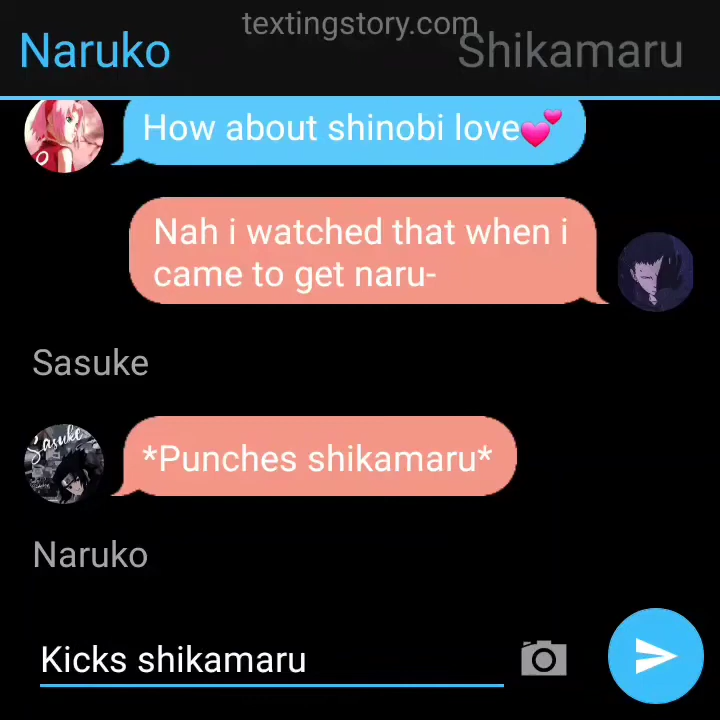 textingstory.com
Naruko
Shikamaru
How about shinobi love💕
Nah i watched that when i
came to get naru-
Sasuke
Sasuke
*Punches shikamaru*
Naruko
Kicks shikamaru